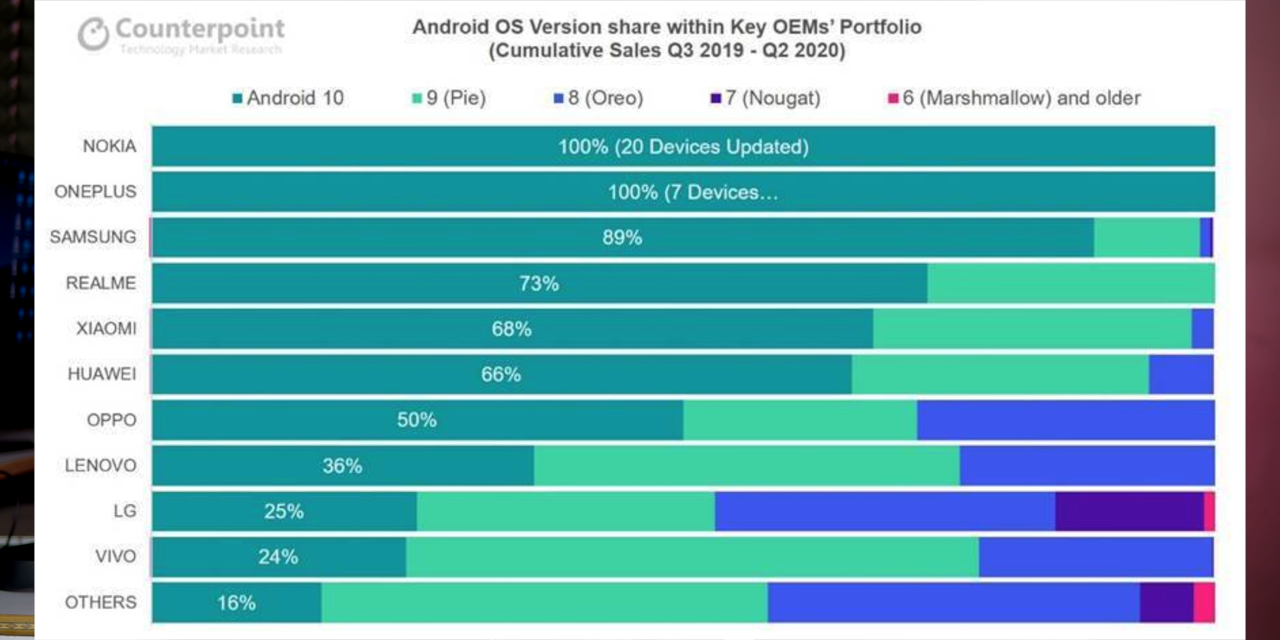 Counterpoint
Technology Market Research
Android OS Version share within Key OEMs’ Portfolio
(Cumulative Sales Q3 2019 - Q2 2020)
Android 10 9 (Pie) 8 (Oreo) 7 (Nougat) 6 (Marshmallow) and older
NOKIA 100% (20 Devices Updated)
ONEPLUS 100% (7 Devices…
SAMSUNG 89%
REALME 73%
XIAOMI 68%
HUAWEI 66%
OPPO 50%
LENOVO 36%
LG 25%
VIVO 24%
OTHERS 16%